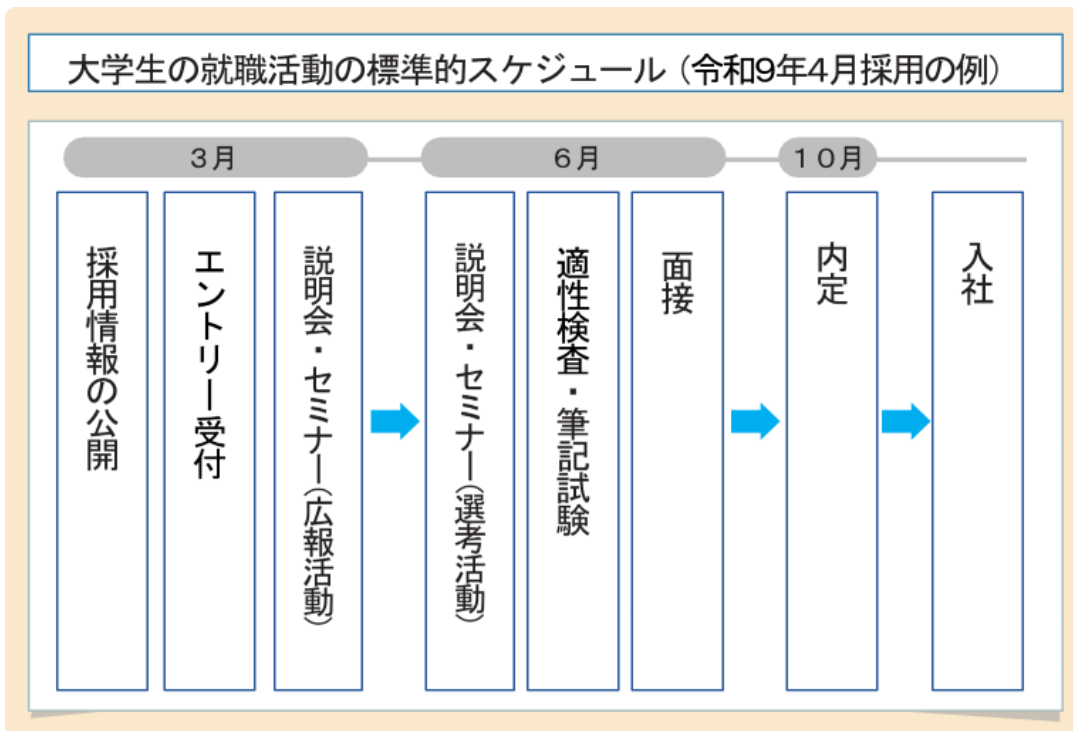 大学生の就職活動の標準的スケジュール（令和9年4月採用の例）
3月
6月
10月
採用情報の公開
エントリー受付
説明会・セミナー(広報活動)
説明会・セミナー(選考活動)
適性検査・筆記試験
面接
内定
入社